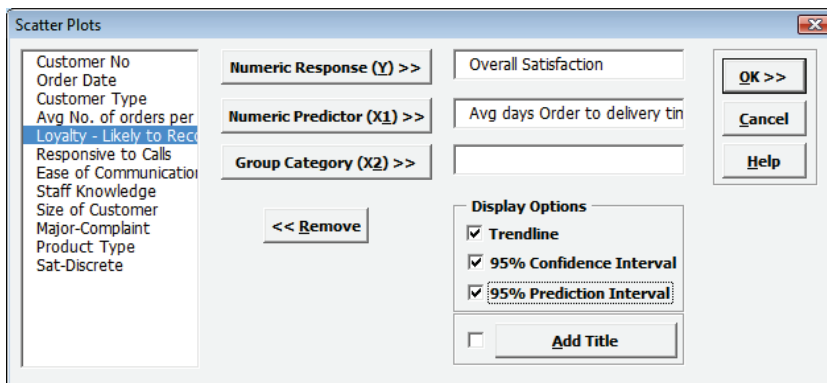 Scatter Plots
Customer No
Order Date
Customer Type
Avg No. of orders per
Loyalty - Likely to Reco
Responsive to Calls
Ease of Communication
Staff Knowledge
Size of Customer
Major-Complaint
Product Type
Sat-Discrete
Numeric Response (Y) >>
Overall Satisfaction
Numeric Predictor (X1) >>
Avg days Order to delivery tim
Group Category (X2) >>
<< Remove
Display Options
Trendline
95% Confidence Interval
95% Prediction Interval
Add Title
OK >>
Cancel
Help